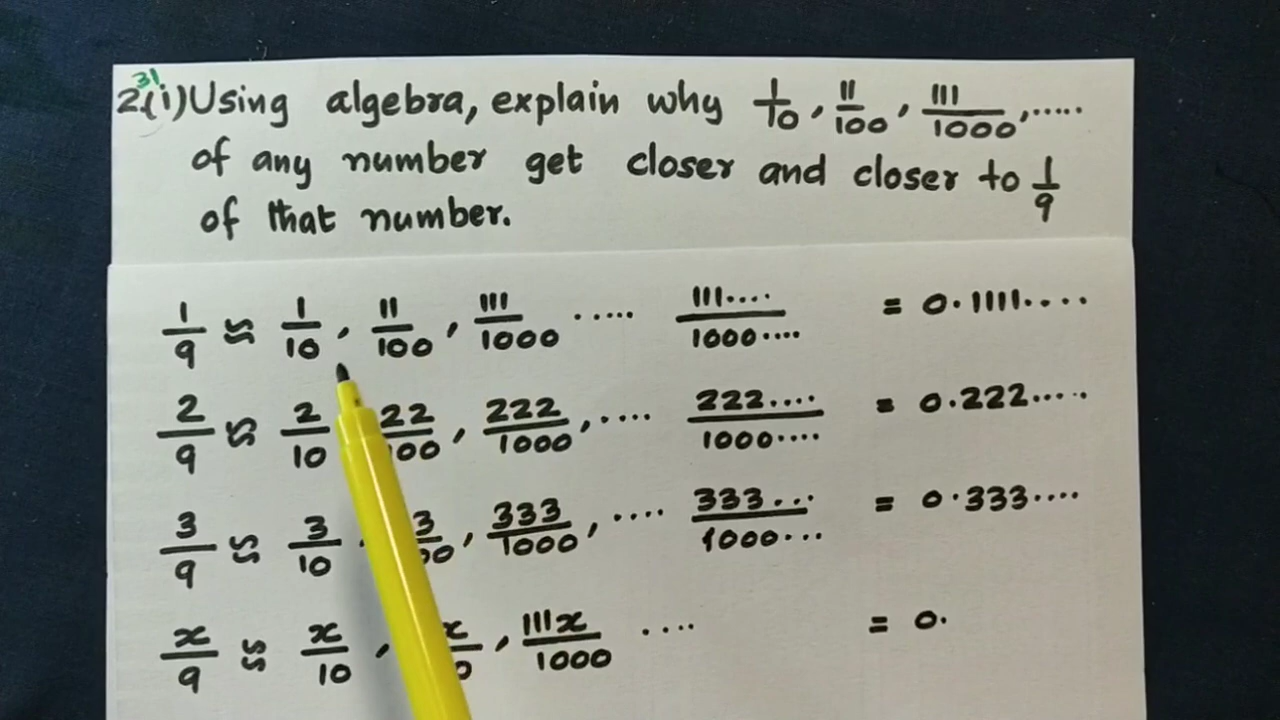 31
2.(i) Using algebra, explain why 1/10, 11/100, 111/1000, .....
of any number get closer and closer to 1/9
of that number.
1/9 ≈ 1/10, 11/100, 111/1000 ..... 111..../1000.... = 0.1111....
2/9 ≈ 2/10 22/100, 222/1000, .... 222..../1000.... = 0.222....
3/9 ≈ 3/10, 333/1000, .... 333.../1000... = 0.333....
x/9 ≈ x/10, 111x/1000 .... = 0.